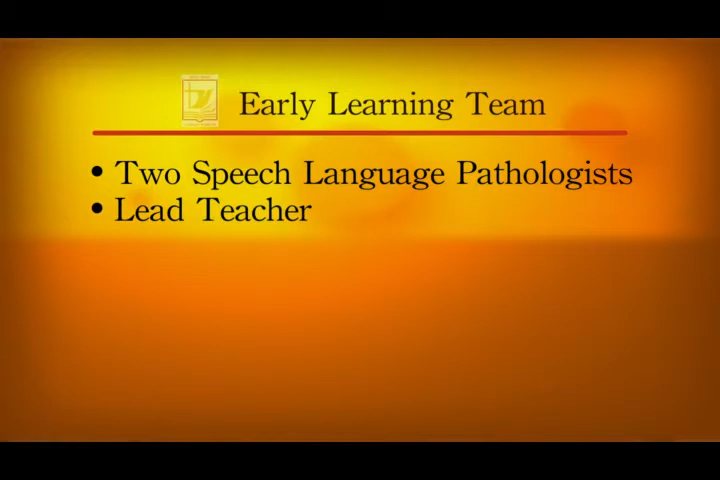 Early Learning Team
• Two Speech Language Pathologists
• Lead Teacher